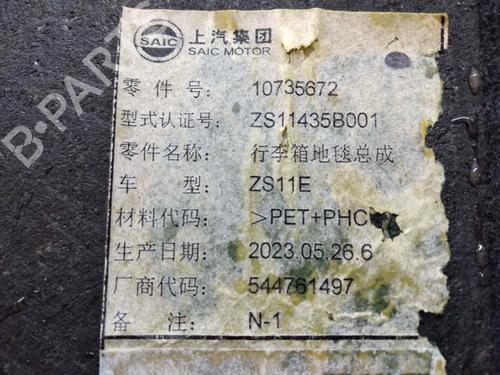 SAIC 上汽集团
SAIC MOTOR
零件号: 10735672
型式认证号: ZS11435B001
零件名称: 行李箱地毯总成
车型: ZS11E
材料代码: >PET+PHC
生产日期: 2023.05.26.6
厂商代码: 544761497
备注: N-1
B-PARTS